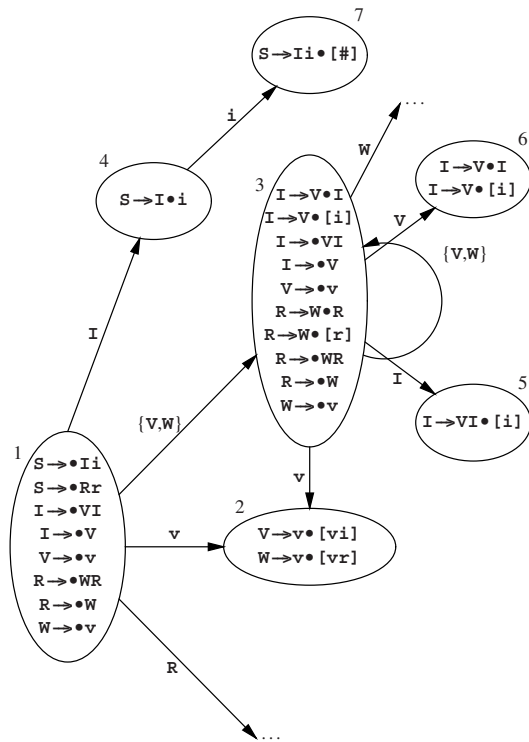 7
S→Ii•[#]
...
i
W
6
I→V•I
I→V•[i]
4
S→I•i
3
I→V•I
I→V•[i]
I→•VI
I→•V
V→•v
R→W•R
R→W•[r]
R→•WR
R→•W
W→•v
V
{V,W}
I
I
5
I→VI•[i]
{V,W}
1
S→•Ii
S→•Rr
I→•VI
I→•V
V→•v
R→•WR
R→•W
W→•v
v
v
2
V→v•[vi]
W→v•[vr]
R
...